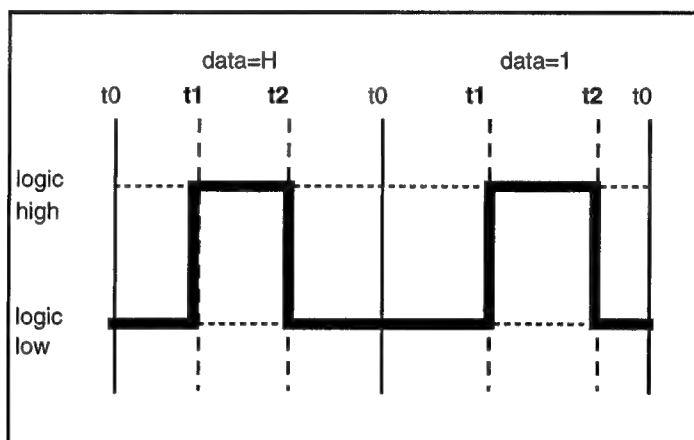 data=H data=1
t0 t1 t2 t0 t1 t2 t0
logic
high
logic
low